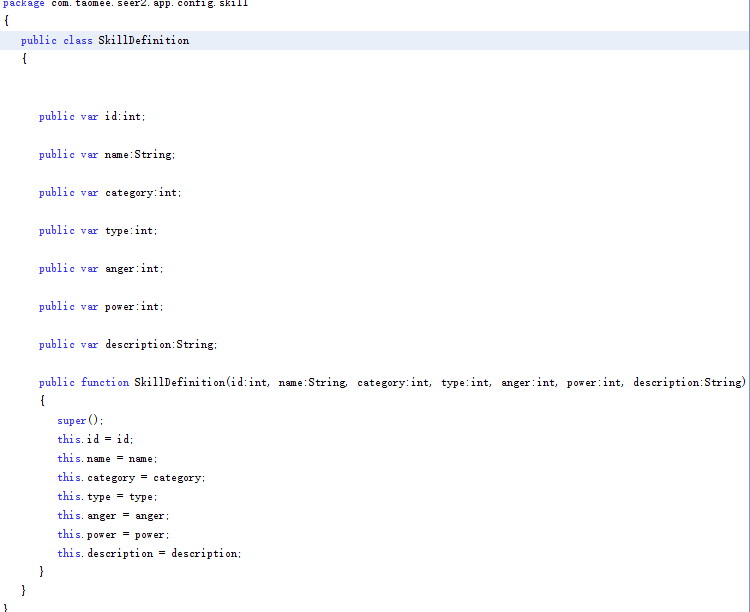 package com.taomee.seer2.app.config.skill
{
public class SkillDefinition
{
public var id:int;
public var name:String;
public var category:int;
public var type:int;
public var anger:int;
public var power:int;
public var description:String;
public function SkillDefinition(id:int, name:String, category:int, type:int, anger:int, power:int, description:String)
{
super();
this.id = id;
this.name = name;
this.category = category;
this.type = type;
this.anger = anger;
this.power = power;
this.description = description;
}
}
}